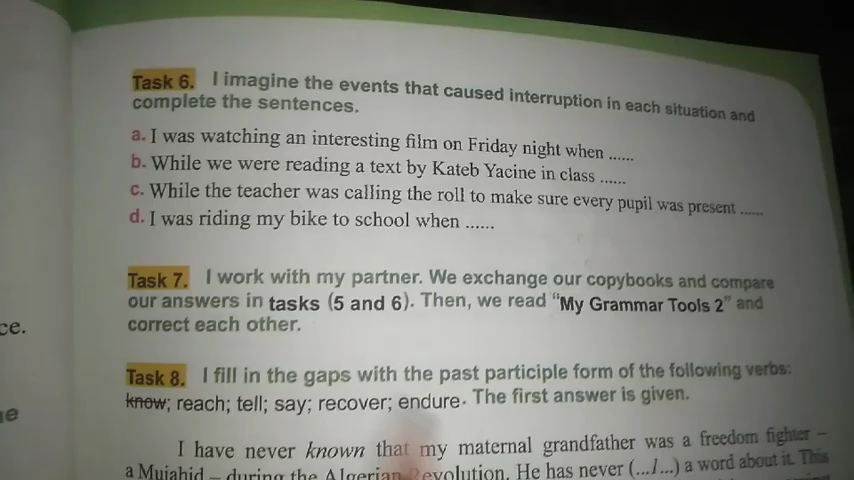 Task 6. I imagine the events that caused interruption in each situation and
complete the sentences.
a. I was watching an interesting film on Friday night when ......
b. While we were reading a text by Kateb Yacine in class ......
c. While the teacher was calling the roll to make sure every pupil was present ......
d. I was riding my bike to school when ......
Task 7. I work with my partner. We exchange our copybooks and compare
our answers in tasks (5 and 6). Then, we read "My Grammar Tools 2" and
correct each other.
ce.
Task 8. I fill in the gaps with the past participle form of the following verbs:
know; reach; tell; say; recover; endure. The first answer is given.
I have never known that my maternal grandfather was a freedom fighter –
a Mujahid – during the Algerian Revolution. He has never (...1...) a word about it. This